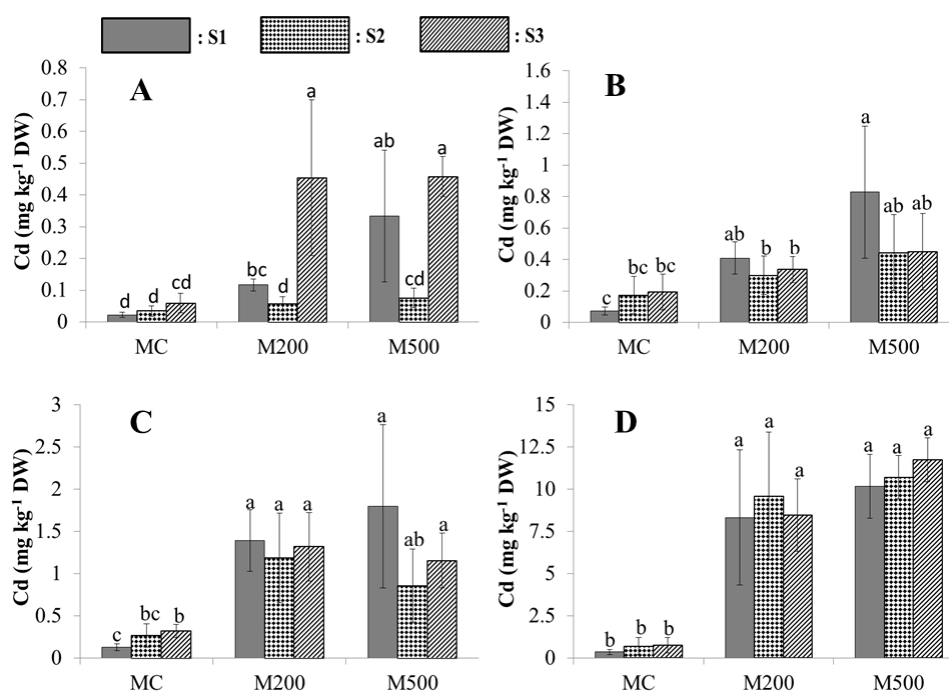 : S1 : S2 : S3
A
Cd (mg kg⁻¹ DW)
0.8
0.7
0.6
0.5
0.4
0.3
0.2
0.1
0
d d cd
bc d a
ab cd a
MC M200 M500
B
Cd (mg kg⁻¹ DW)
1.6
1.4
1.2
1
0.8
0.6
0.4
0.2
0
c bc bc
ab b b
a ab ab
MC M200 M500
C
Cd (mg kg⁻¹ DW)
3
2.5
2
1.5
1
0.5
0
c bc b
a a a
a ab a
MC M200 M500
D
Cd (mg kg⁻¹ DW)
15
12.5
10
7.5
5
2.5
0
b b b
a a a
a a a
MC M200 M500